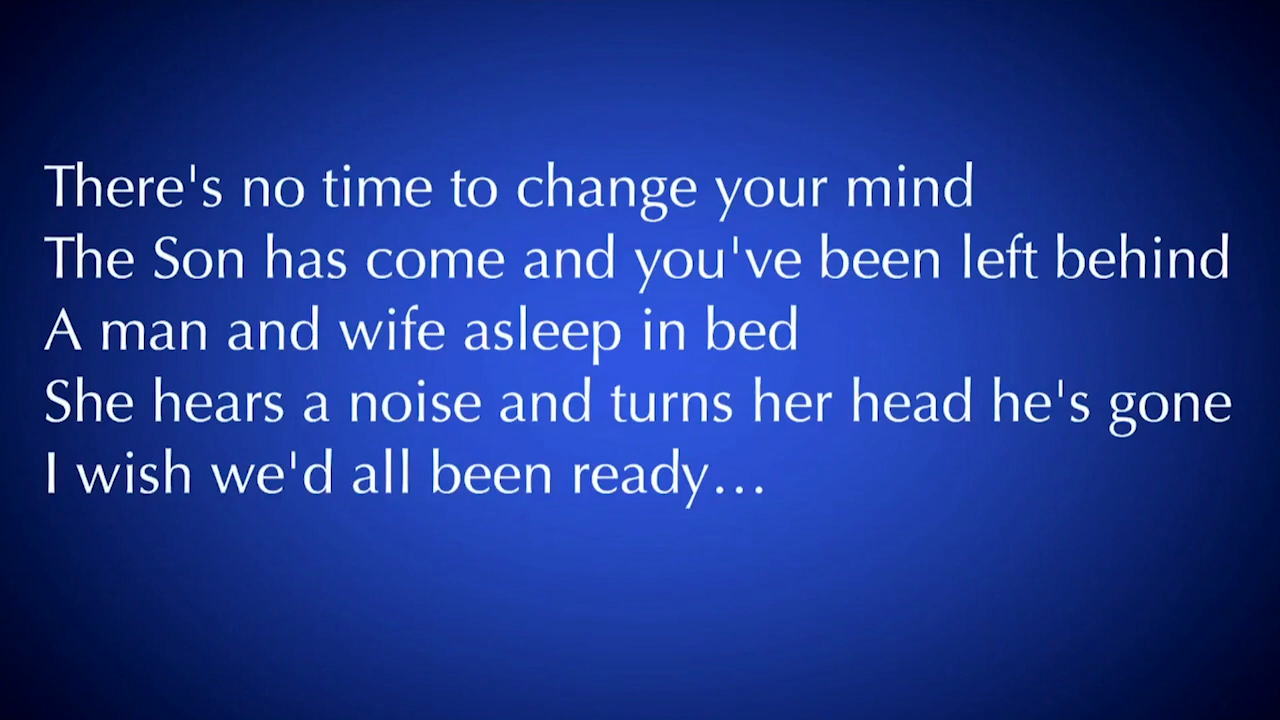 There's no time to change your mind
The Son has come and you've been left behind
A man and wife asleep in bed
She hears a noise and turns her head he's gone
I wish we'd all been ready…